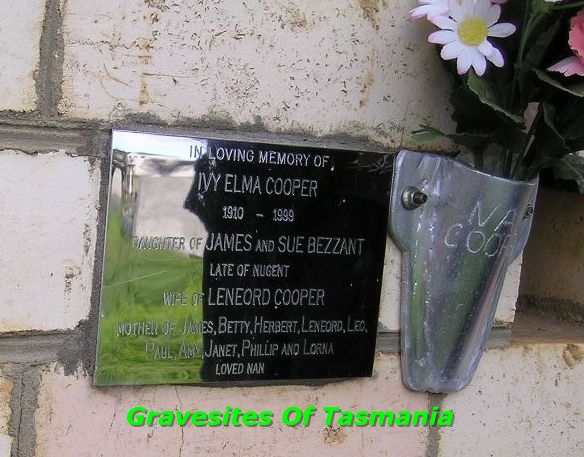 IN LOVING MEMORY OF
IVY ELMA COOPER
1910 - 1999
DAUGHTER OF JAMES AND SUE BEZZANT
LATE OF NUGENT
WIFE OF LENEORD COOPER
MOTHER OF JAMES, BETTY, HERBERT, LENEORD, LEO,
PAUL, AMY, JANET, PHILLIP AND LORNA
LOVED NAN
Gravesites Of Tasmania